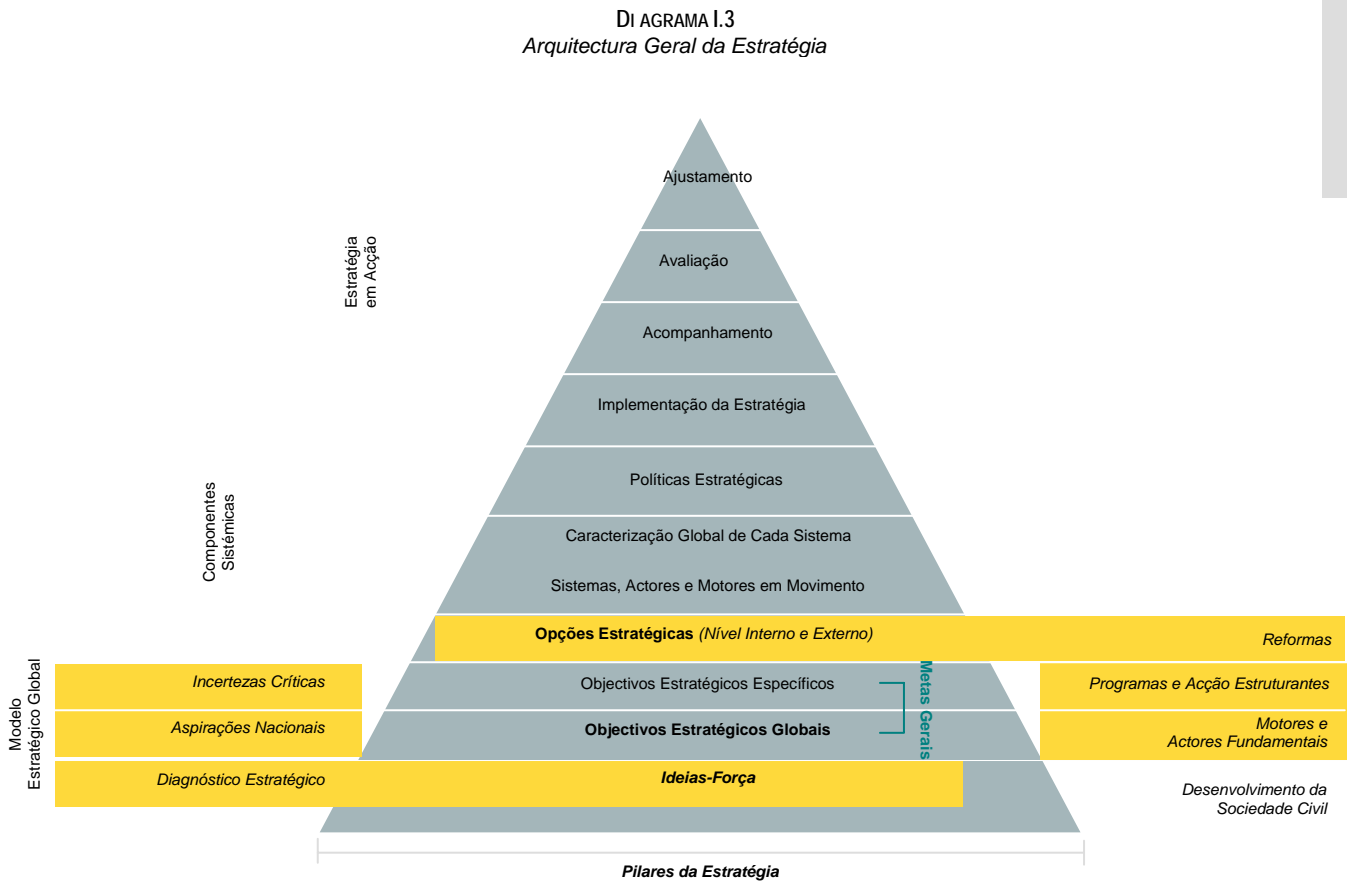 DI AGRAMA I.3
Arquitectura Geral da Estratégia
Ajustamento
Estratégia
em Acção
Avaliação
Acompanhamento
Implementação da Estratégia
Componentes
Sistémicas
Políticas Estratégicas
Caracterização Global de Cada Sistema
Sistemas, Actores e Motores em Movimento
Opções Estratégicas (Nível Interno e Externo)
Reformas
Modelo
Estratégico Global
Incertezas Críticas
Objectivos Estratégicos Específicos
Metas Gerais
Programas e Acção Estruturantes
Aspirações Nacionais
Objectivos Estratégicos Globais
Motores e
Actores Fundamentais
Diagnóstico Estratégico
Ideias-Força
Desenvolvimento da
Sociedade Civil
Pilares da Estratégia